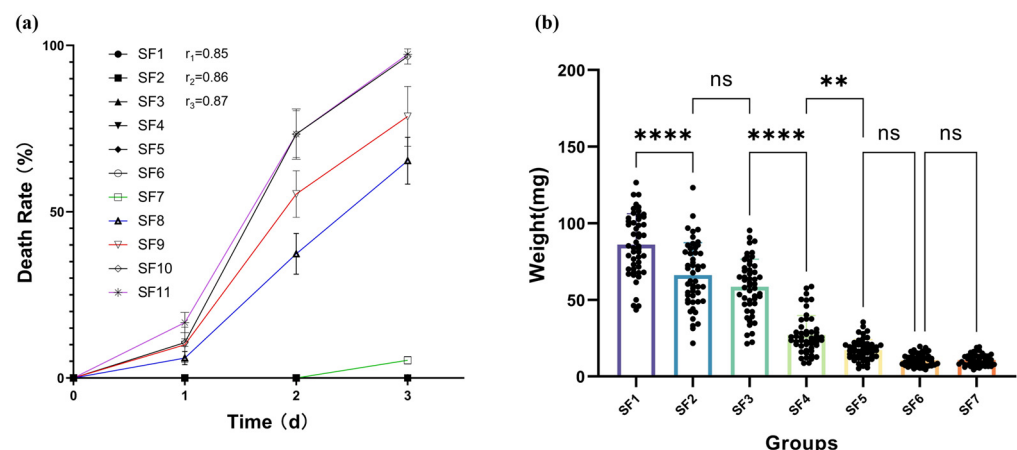 (a)
Death Rate (%)
100
50
0
SF1 r1=0.85
SF2 r2=0.86
SF3 r3=0.87
SF4
SF5
SF6
SF7
SF8
SF9
SF10
SF11
0 1 2 3
Time (d)
(b)
Weight(mg)
200
150
100
50
0
ns **
**** **** ns ns
SF1 SF2 SF3 SF4 SF5 SF6 SF7
Groups